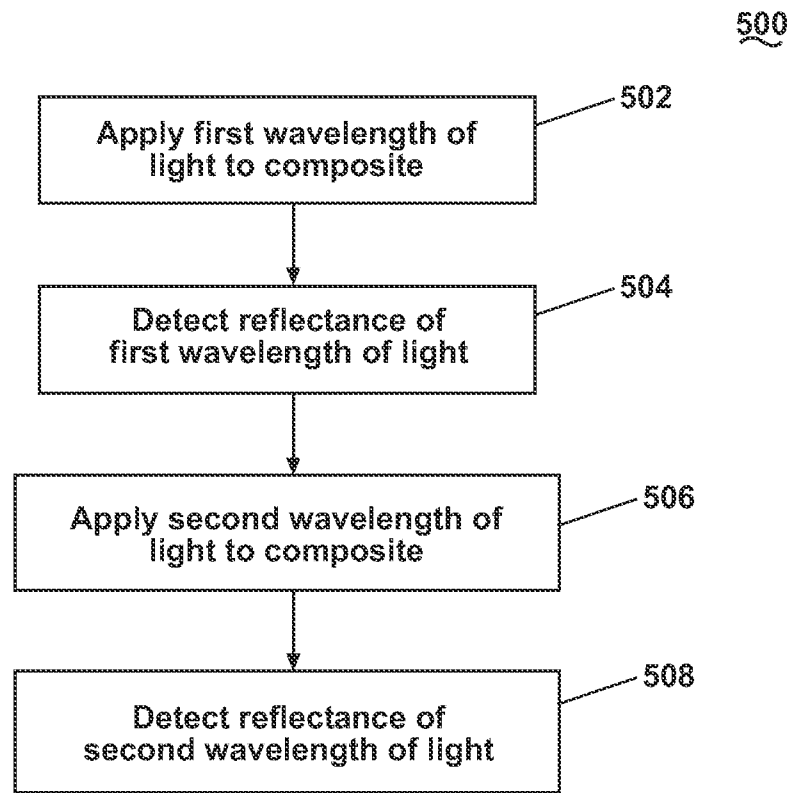 500
502
Apply first wavelength of
light to composite
504
Detect reflectance of
first wavelength of light
506
Apply second wavelength of
light to composite
508
Detect reflectance of
second wavelength of light